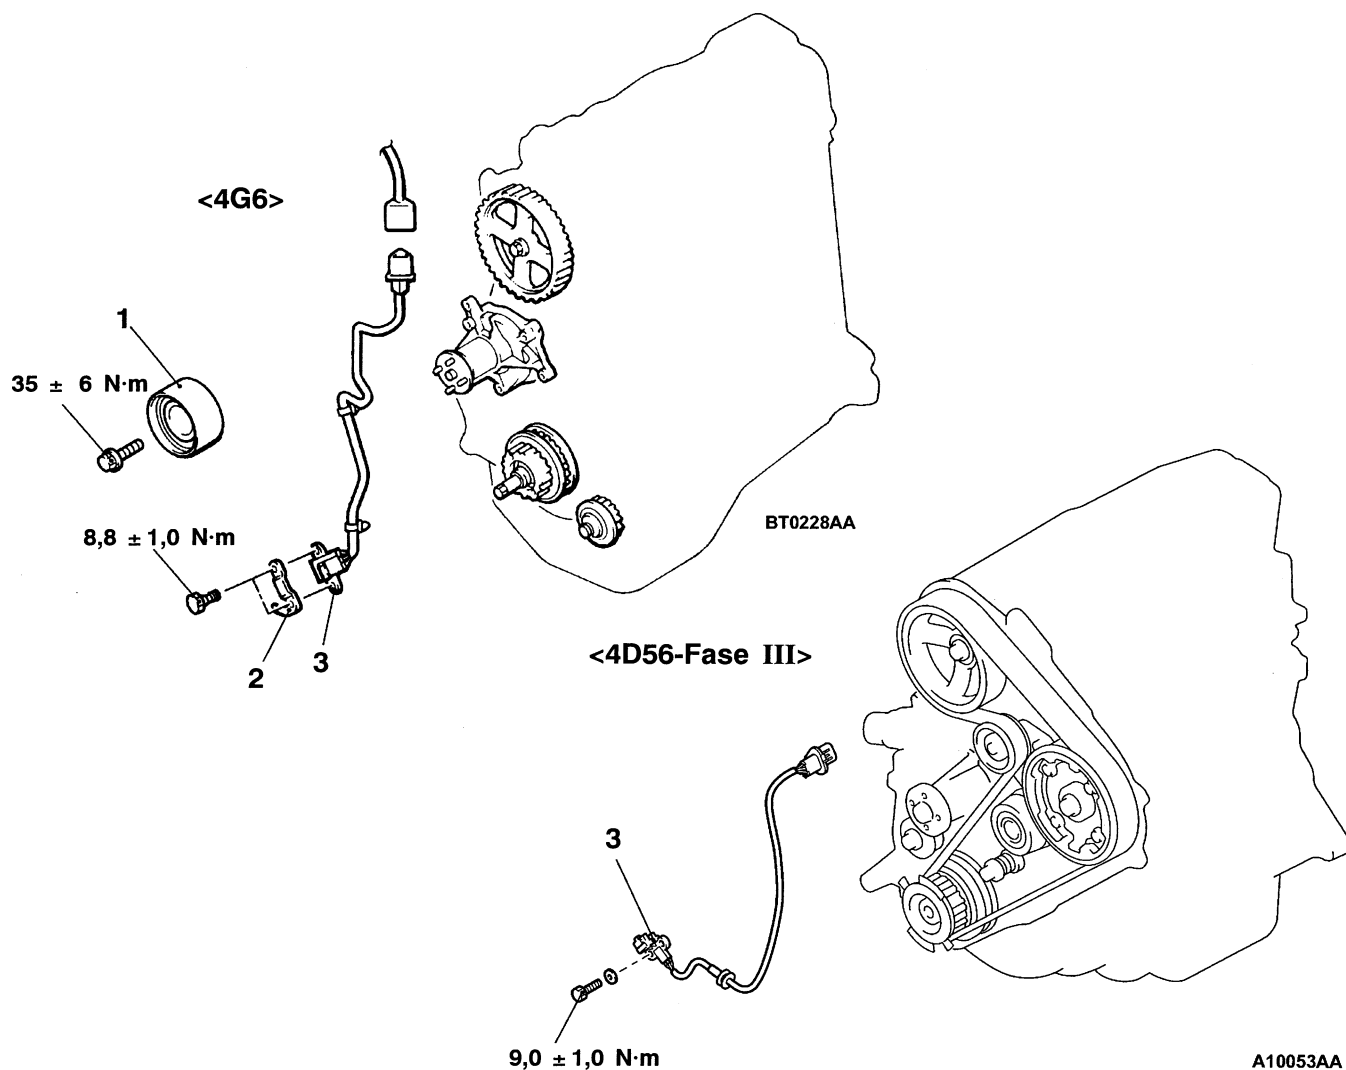 <4G6>
1
35 ± 6 N·m
8,8 ± 1,0 N·m
BT0228AA
2
3
<4D56-Fase III>
3
9,0 ± 1,0 N·m
A10053AA